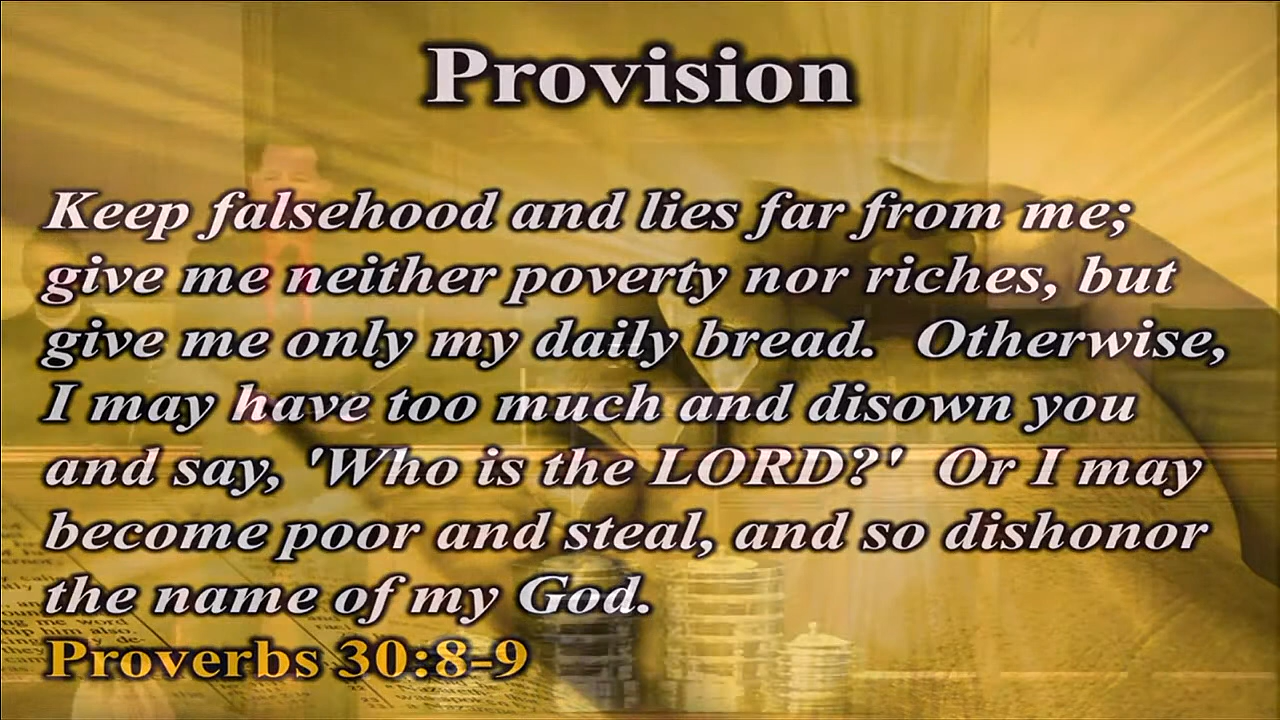 Provision
Keep falsehood and lies far from me;
give me neither poverty nor riches, but
give me only my daily bread.  Otherwise,
I may have too much and disown you
and say, 'Who is the LORD?'  Or I may
become poor and steal, and so dishonor
the name of my God.
Proverbs 30:8-9